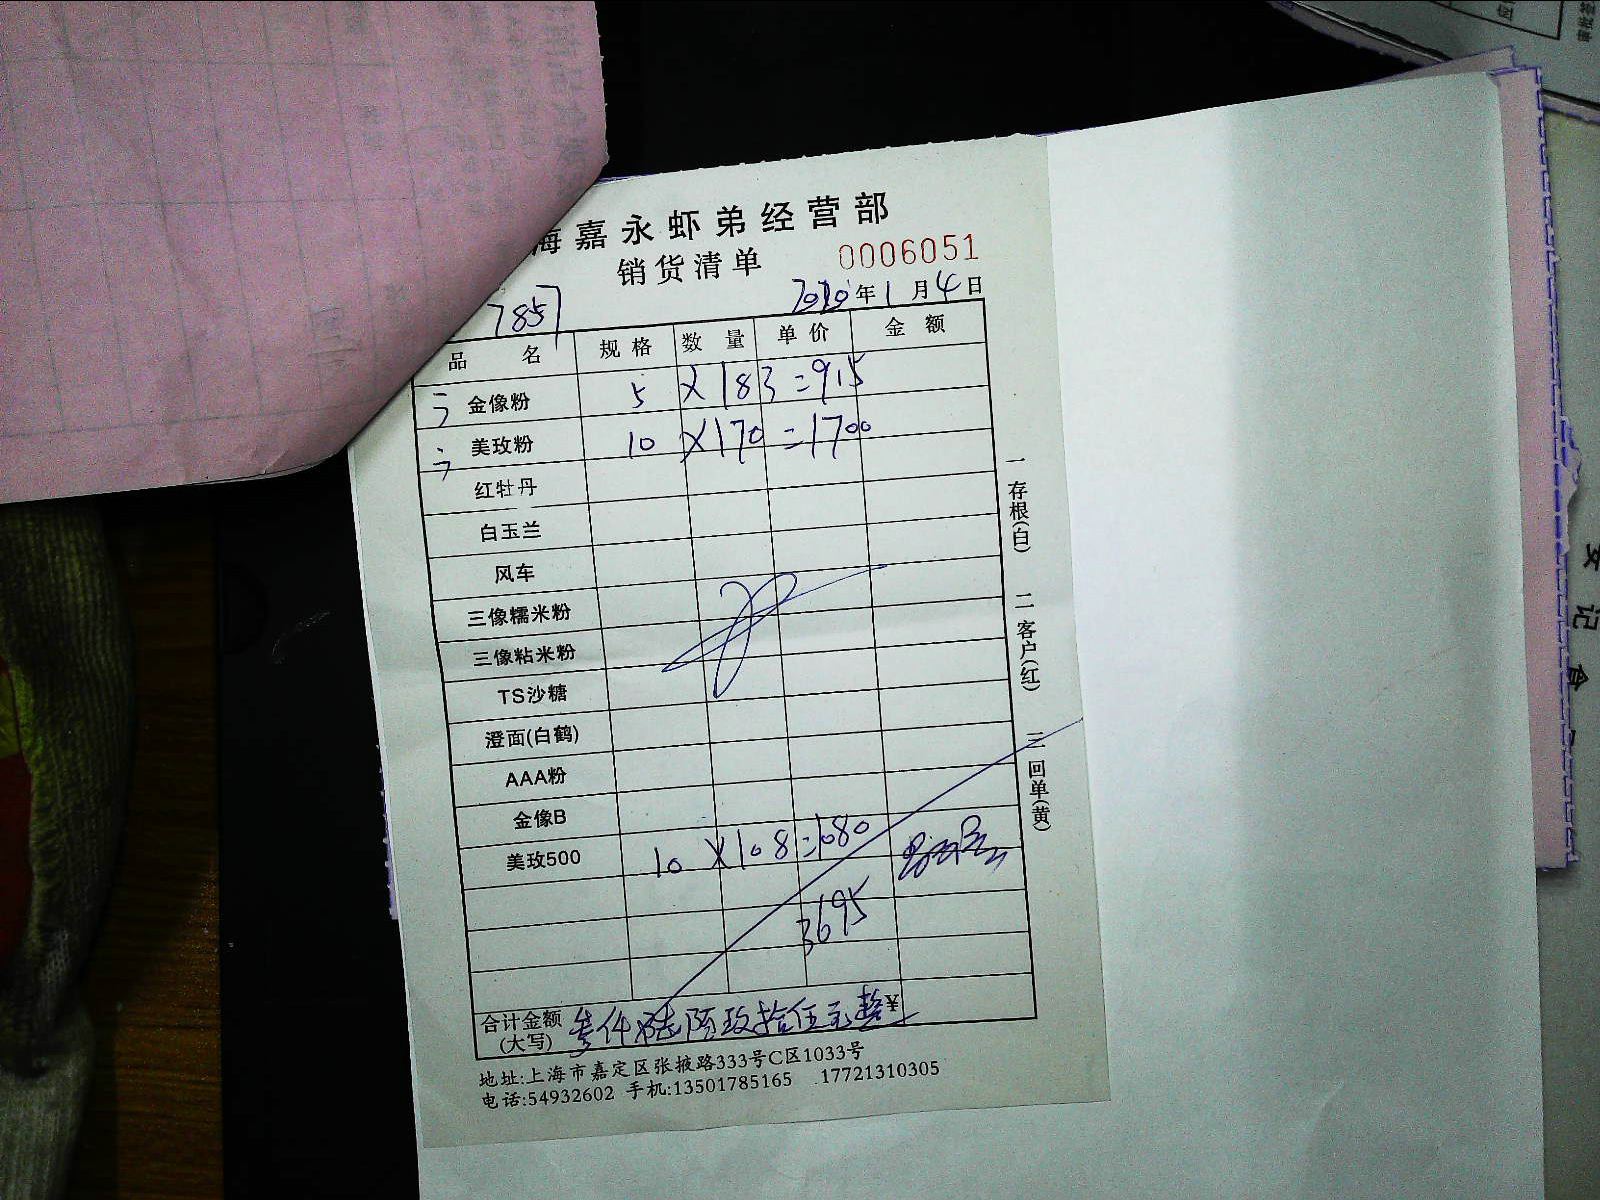 海嘉永虾弟经营部
销货清单 0006051
7857 2020年1月4日
品名 规格 数量 单价 金额
金像粉 5 X183=915
美玫粉 10 X170=1700
红牡丹
白玉兰
风车
三像糯米粉
三像粘米粉
TS沙糖
澄面(白鹤)
AAA粉
金像B
美玫500 10 X108=1080
3695
合计金额(大写) 叁仟陆陌玖拾伍元整 ¥
地址:上海市嘉定区张掖路333号C区1033号
电话:54932602 手机:13501785165 17721310305
一存根(白)
二客户(红)
三回单(黄)